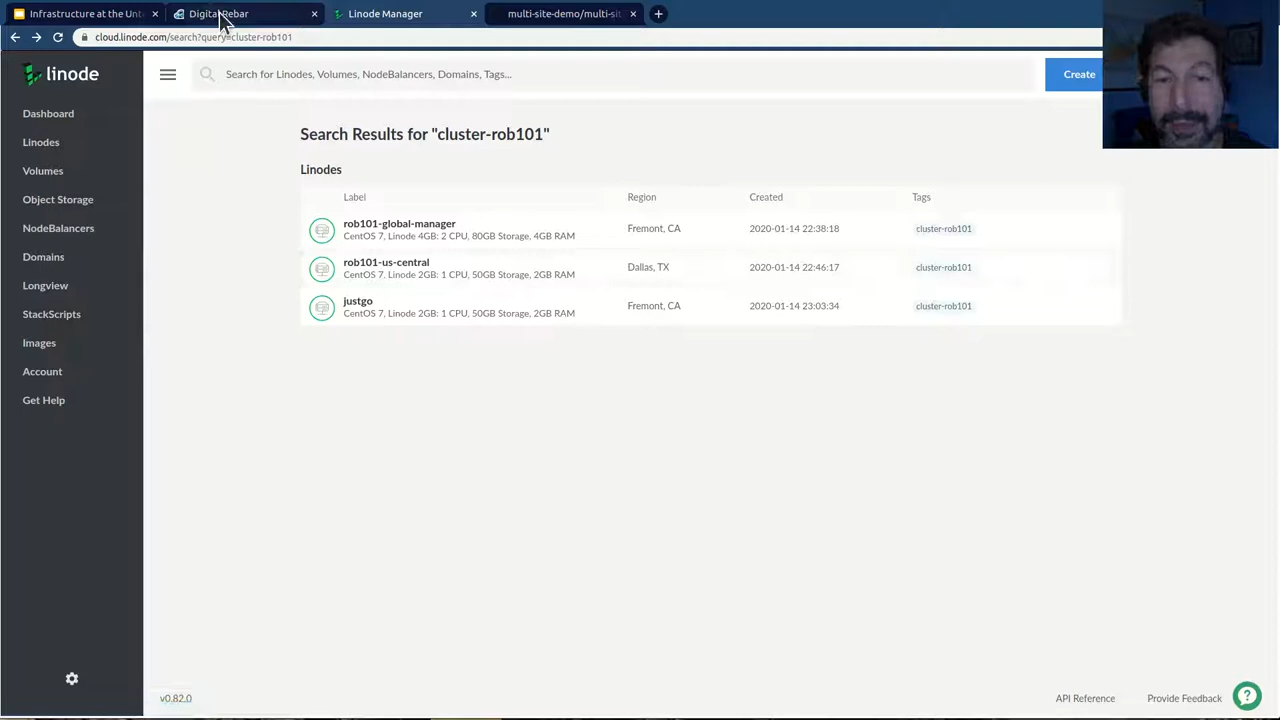 Infrastructure at the Unt
Digital Rebar
Linode Manager
multi-site-demo/multi-sit
cloud.linode.com/search?query=cluster-rob101
linode
Search for Linodes, Volumes, NodeBalancers, Domains, Tags...
Create
Dashboard
Linodes
Volumes
Object Storage
NodeBalancers
Domains
Longview
StackScripts
Images
Account
Get Help
Search Results for "cluster-rob101"
Linodes
Label Region Created Tags
rob101-global-manager
CentOS 7, Linode 4GB: 2 CPU, 80GB Storage, 4GB RAM
Fremont, CA 2020-01-14 22:38:18 cluster-rob101
rob101-us-central
CentOS 7, Linode 2GB: 1 CPU, 50GB Storage, 2GB RAM
Dallas, TX 2020-01-14 22:46:17 cluster-rob101
justgo
CentOS 7, Linode 2GB: 1 CPU, 50GB Storage, 2GB RAM
Fremont, CA 2020-01-14 23:03:34 cluster-rob101
v0.82.0
API Reference
Provide Feedback